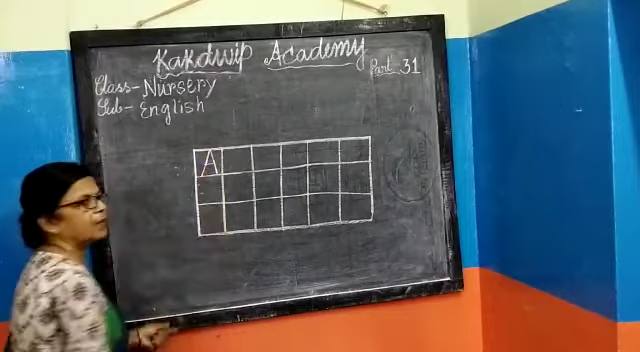 Kakdwip Academy
Part 31
Class- Nursery
Sub- English
A